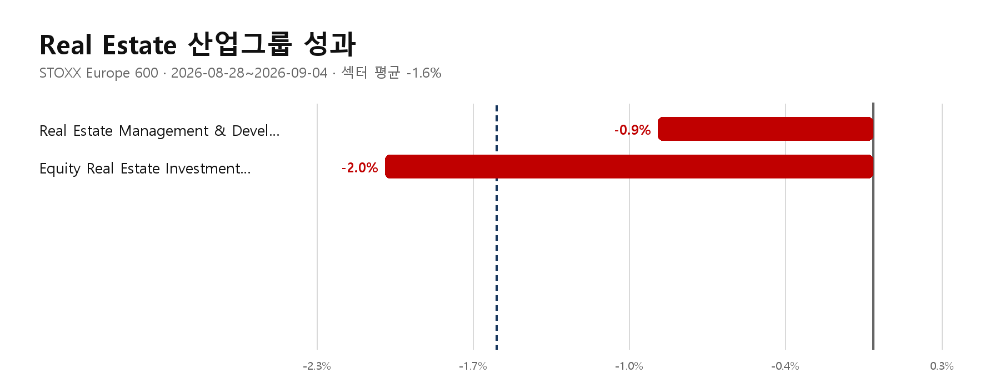 Real Estate 산업그룹 성과
STOXX Europe 600 · 2026-08-28~2026-09-04 · 섹터 평균 -1.6%
Real Estate Management & Devel...
-0.9%
Equity Real Estate Investment...
-2.0%
-2.3% -1.7% -1.0% -0.4% 0.3%